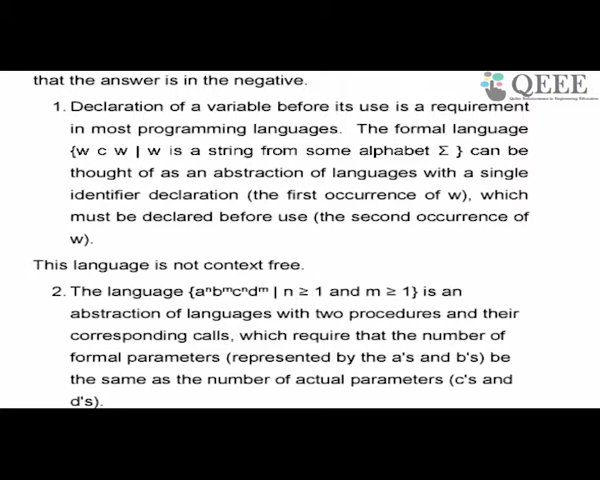 that the answer is in the negative.
QEEE
1. Declaration of a variable before its use is a requirement
in most programming languages. The formal language
{w c w | w is a string from some alphabet Σ } can be
thought of as an abstraction of languages with a single
identifier declaration (the first occurrence of w), which
must be declared before use (the second occurrence of
w).
This language is not context free.
2. The language {aⁿbᵐcⁿdᵐ | n ≥ 1 and m ≥ 1} is an
abstraction of languages with two procedures and their
corresponding calls, which require that the number of
formal parameters (represented by the a's and b's) be
the same as the number of actual parameters (c's and
d's).